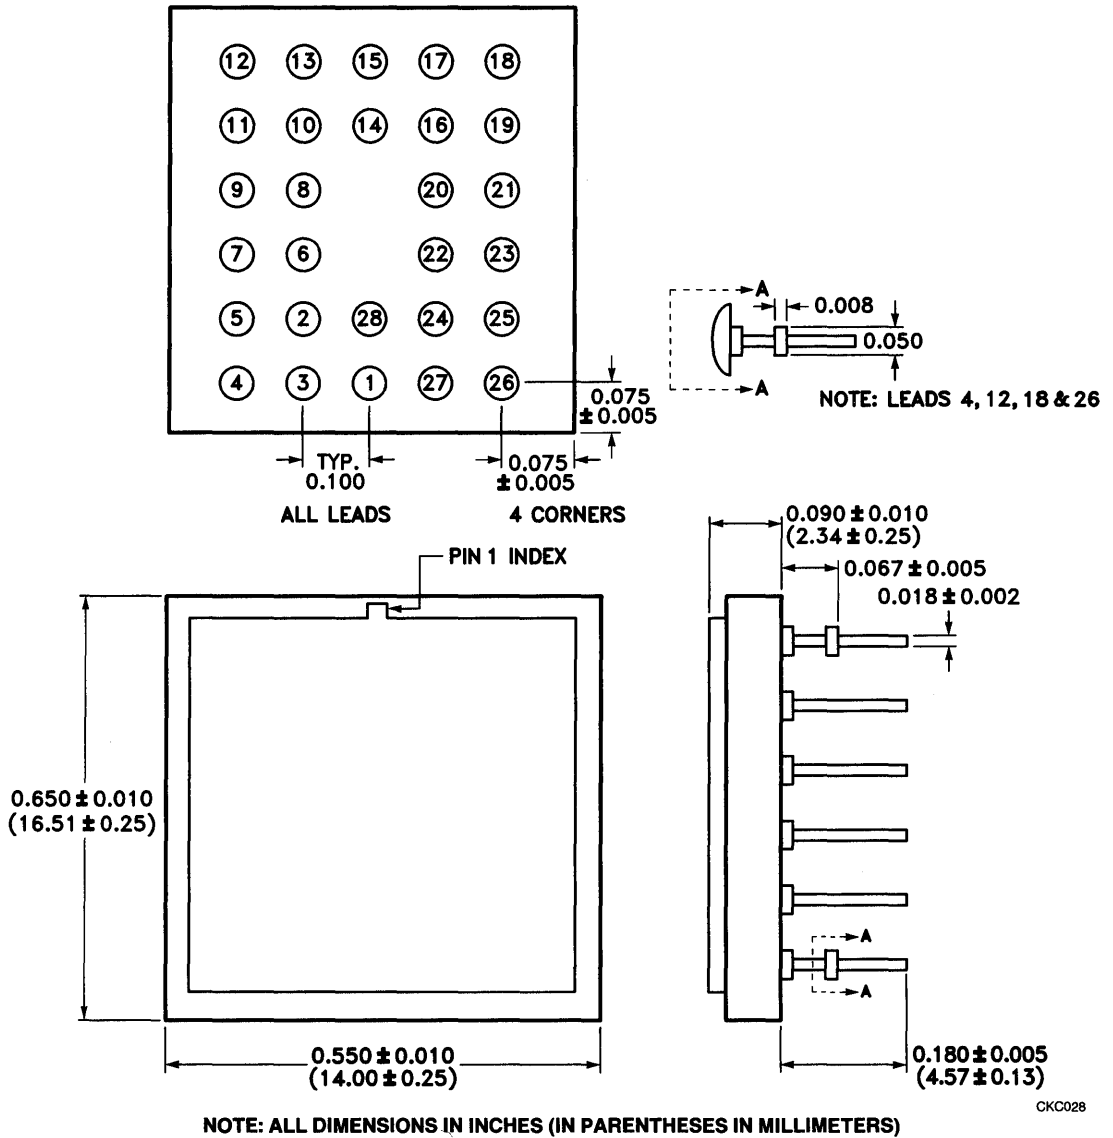 12 13 15 17 18
11 10 14 16 19
9 8 20 21
7 6 22 23
5 2 28 24 25
4 3 1 27 26
0.075
± 0.005
TYP.
0.100
0.075
± 0.005
ALL LEADS
4 CORNERS
A
0.008
0.050
A
NOTE: LEADS 4, 12, 18 & 26
PIN 1 INDEX
0.090 ± 0.010
(2.34 ± 0.25)
0.067 ± 0.005
0.018 ± 0.002
0.650 ± 0.010
(16.51 ± 0.25)
A
A
0.550 ± 0.010
(14.00 ± 0.25)
0.180 ± 0.005
(4.57 ± 0.13)
CKC028
NOTE: ALL DIMENSIONS IN INCHES (IN PARENTHESES IN MILLIMETERS)